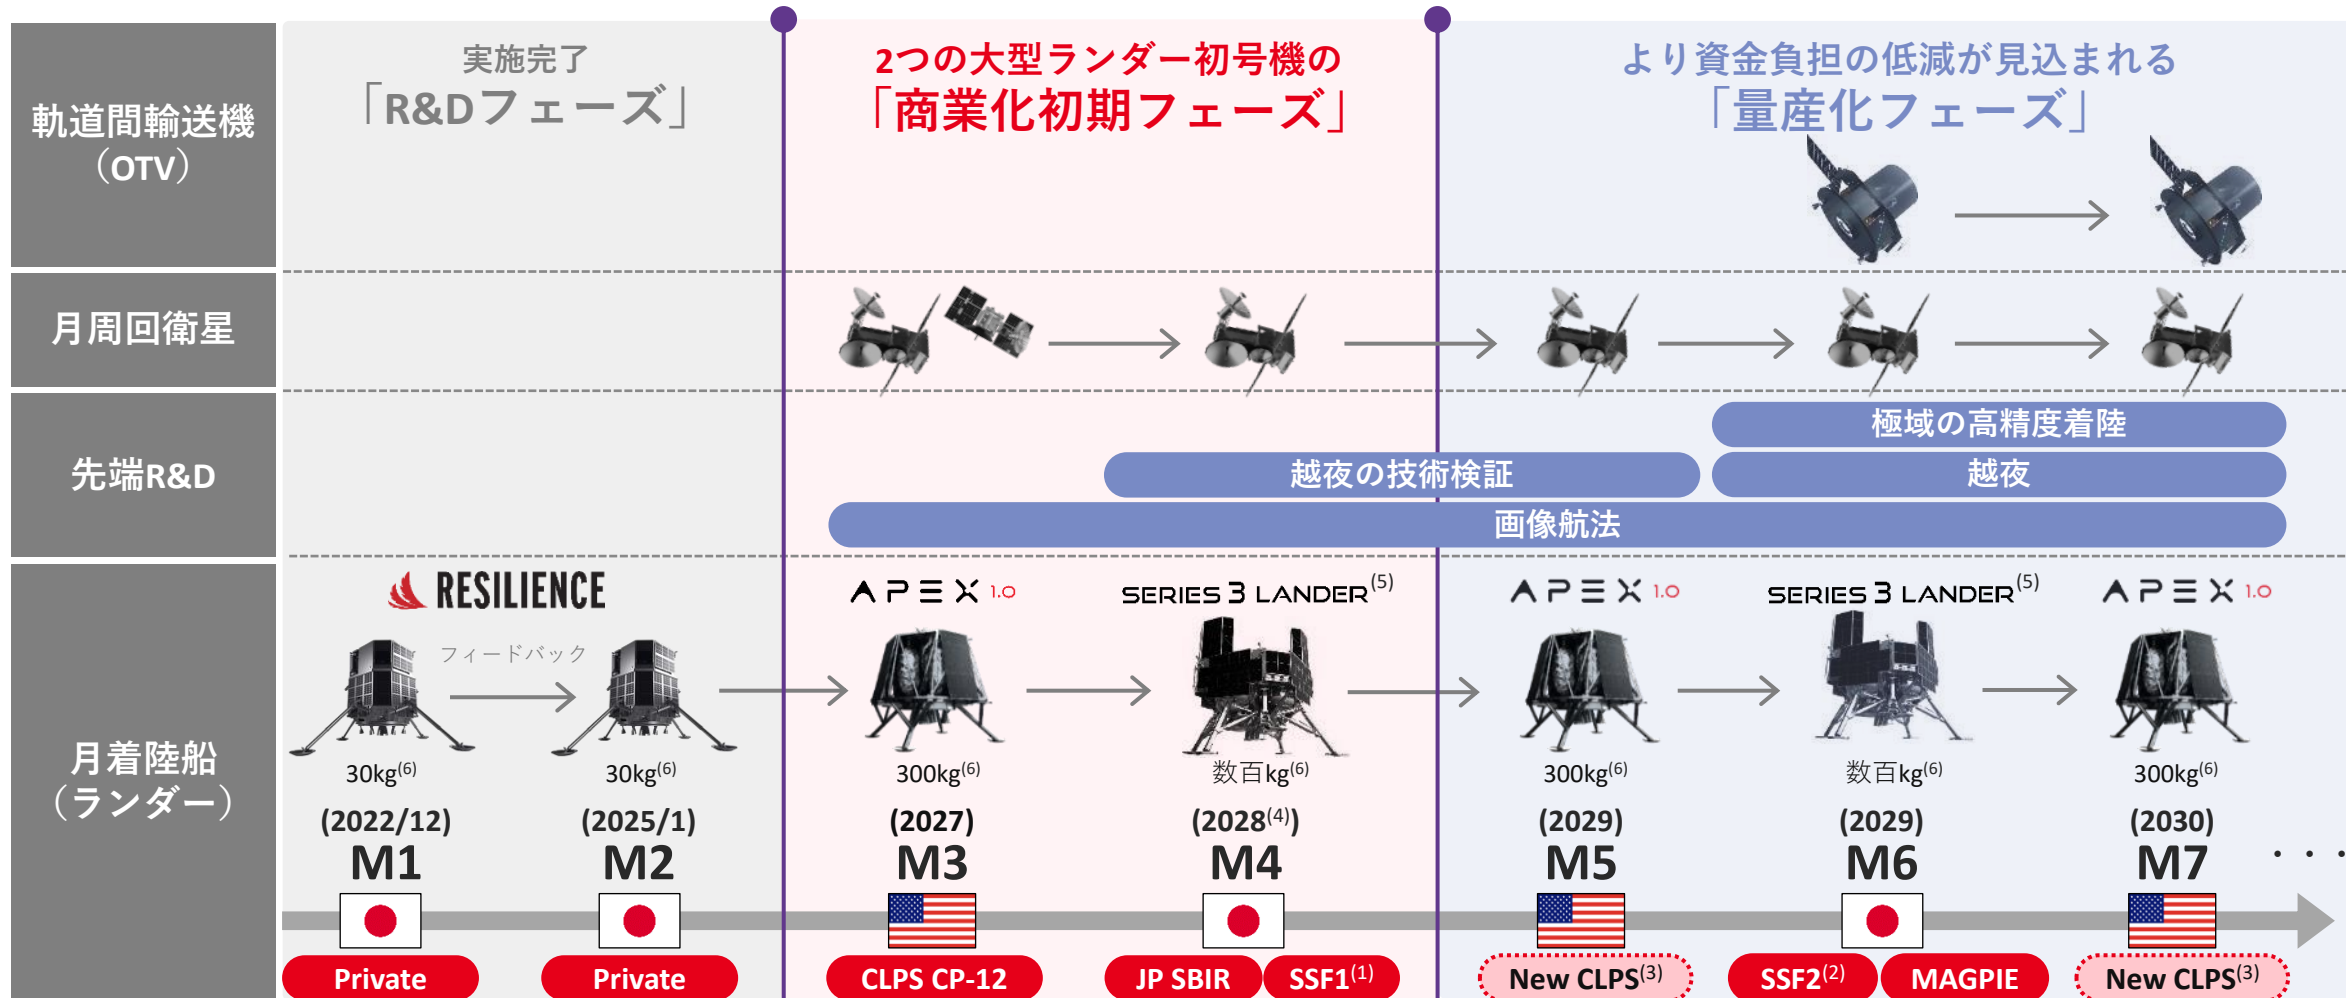 実施完了
「R&Dフェーズ」
2つの大型ランダー初号機の
「商業化初期フェーズ」
より資金負担の低減が見込まれる
「量産化フェーズ」
軌道間輸送機
（OTV）
月周回衛星
先端R&D
極域の高精度着陸
越夜の技術検証
越夜
画像航法
月着陸船
（ランダー）
RESILIENCE
APEX 1.0
SERIES 3 LANDER(5)
APEX 1.0
SERIES 3 LANDER(5)
APEX 1.0
フィードバック
30kg(6)
30kg(6)
300kg(6)
数百kg(6)
300kg(6)
数百kg(6)
300kg(6)
(2022/12)
(2025/1)
(2027)
(2028(4))
(2029)
(2029)
(2030)
M1
M2
M3
M4
M5
M6
M7
・・・
Private
Private
CLPS CP-12
JP SBIR
SSF1(1)
New CLPS(3)
SSF2(2)
MAGPIE
New CLPS(3)